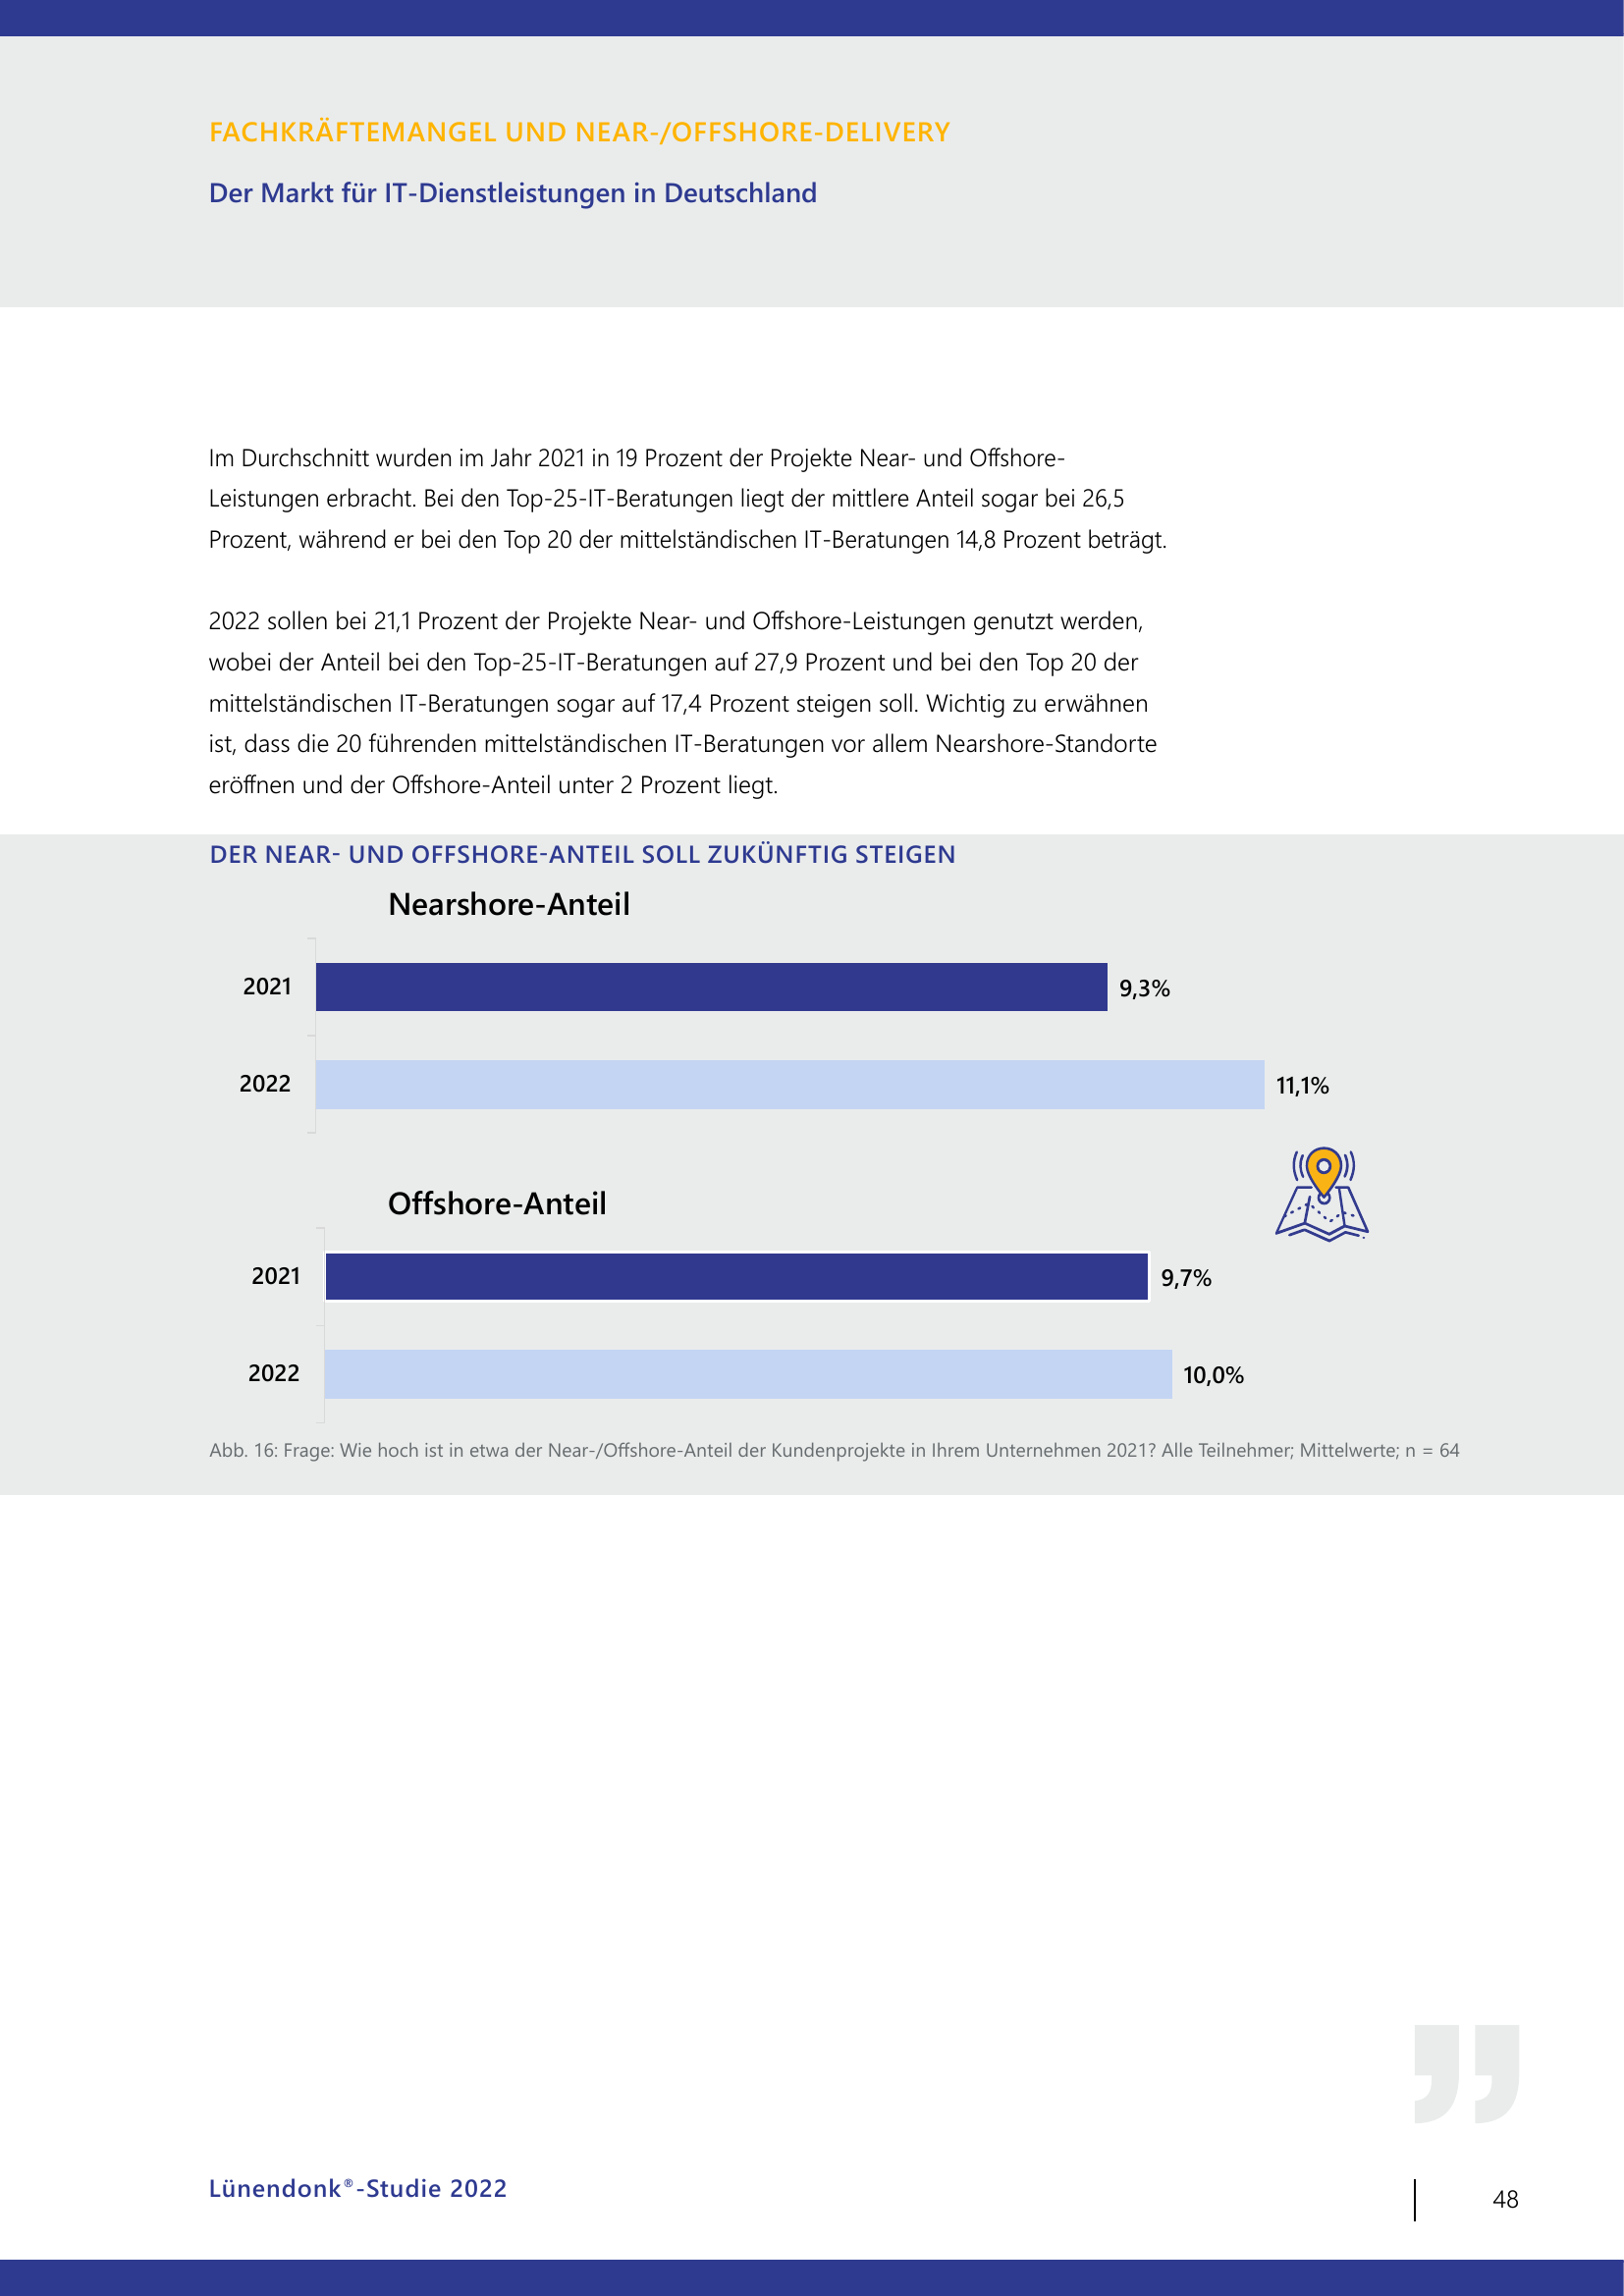 FACHKRÄFTEMANGEL UND NEAR-/OFFSHORE-DELIVERY
Der Markt für IT-Dienstleistungen in Deutschland
Im Durchschnitt wurden im Jahr 2021 in 19 Prozent der Projekte Near- und Offshore-
Leistungen erbracht. Bei den Top-25-IT-Beratungen liegt der mittlere Anteil sogar bei 26,5
Prozent, während er bei den Top 20 der mittelständischen IT-Beratungen 14,8 Prozent beträgt.
2022 sollen bei 21,1 Prozent der Projekte Near- und Offshore-Leistungen genutzt werden,
wobei der Anteil bei den Top-25-IT-Beratungen auf 27,9 Prozent und bei den Top 20 der
mittelständischen IT-Beratungen sogar auf 17,4 Prozent steigen soll. Wichtig zu erwähnen
ist, dass die 20 führenden mittelständischen IT-Beratungen vor allem Nearshore-Standorte
eröffnen und der Offshore-Anteil unter 2 Prozent liegt.
DER NEAR- UND OFFSHORE-ANTEIL SOLL ZUKÜNFTIG STEIGEN
Nearshore-Anteil
2021 9,3%
2022 11,1%
Offshore-Anteil
2021 9,7%
2022 10,0%
Abb. 16: Frage: Wie hoch ist in etwa der Near-/Offshore-Anteil der Kundenprojekte in Ihrem Unternehmen 2021? Alle Teilnehmer; Mittelwerte; n = 64
Lünendonk®-Studie 2022
48